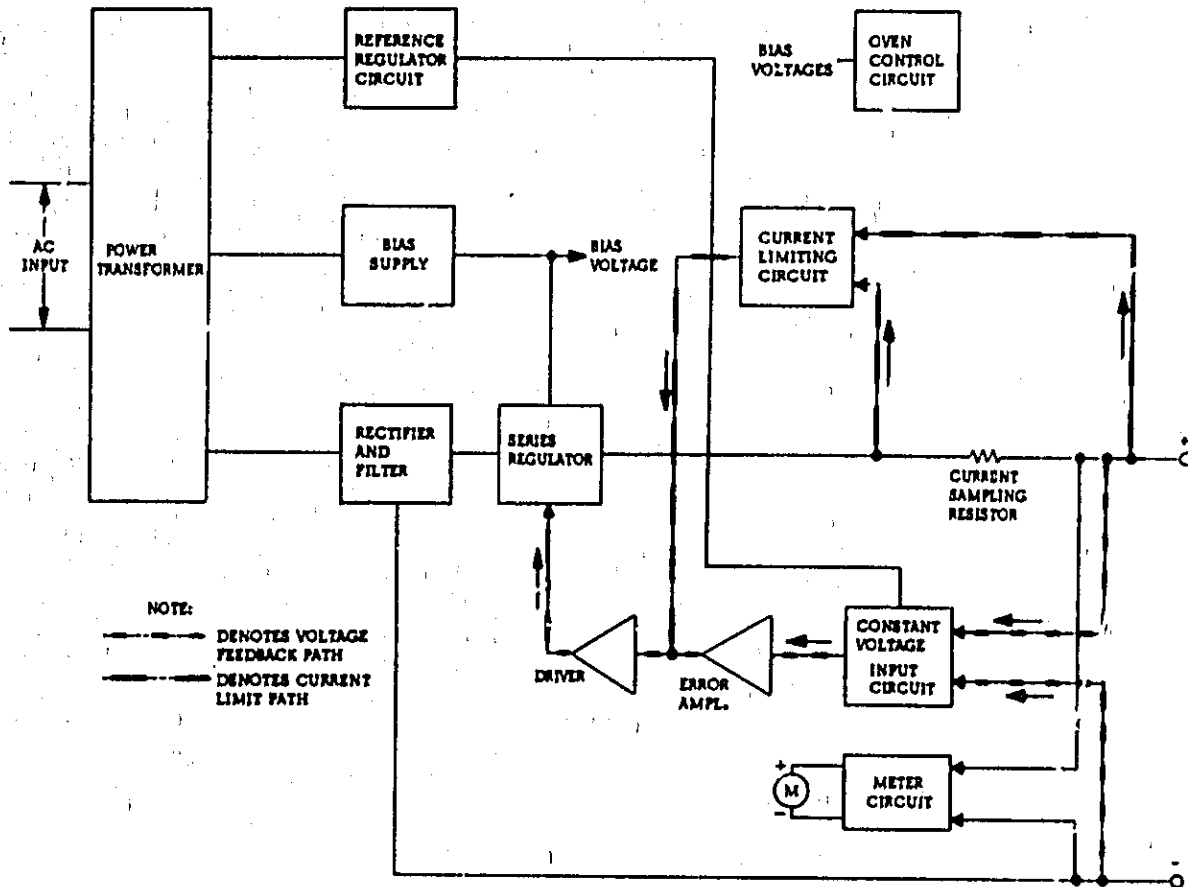 REFERENCE
REGULATOR
CIRCUIT
BIAS
VOLTAGES
OVEN
CONTROL
CIRCUIT
AC
INPUT
POWER
TRANSFORMER
BIAS
SUPPLY
BIAS
VOLTAGE
CURRENT
LIMITING
CIRCUIT
RECTIFIER
AND
FILTER
SERIES
REGULATOR
CURRENT
SAMPLING
RESISTOR
+
NOTE:
DENOTES VOLTAGE
FEEDBACK PATH
DENOTES CURRENT
LIMIT PATH
DRIVER
ERROR
AMPL.
CONSTANT
VOLTAGE
INPUT
CIRCUIT
+
M
-
METER
CIRCUIT
-